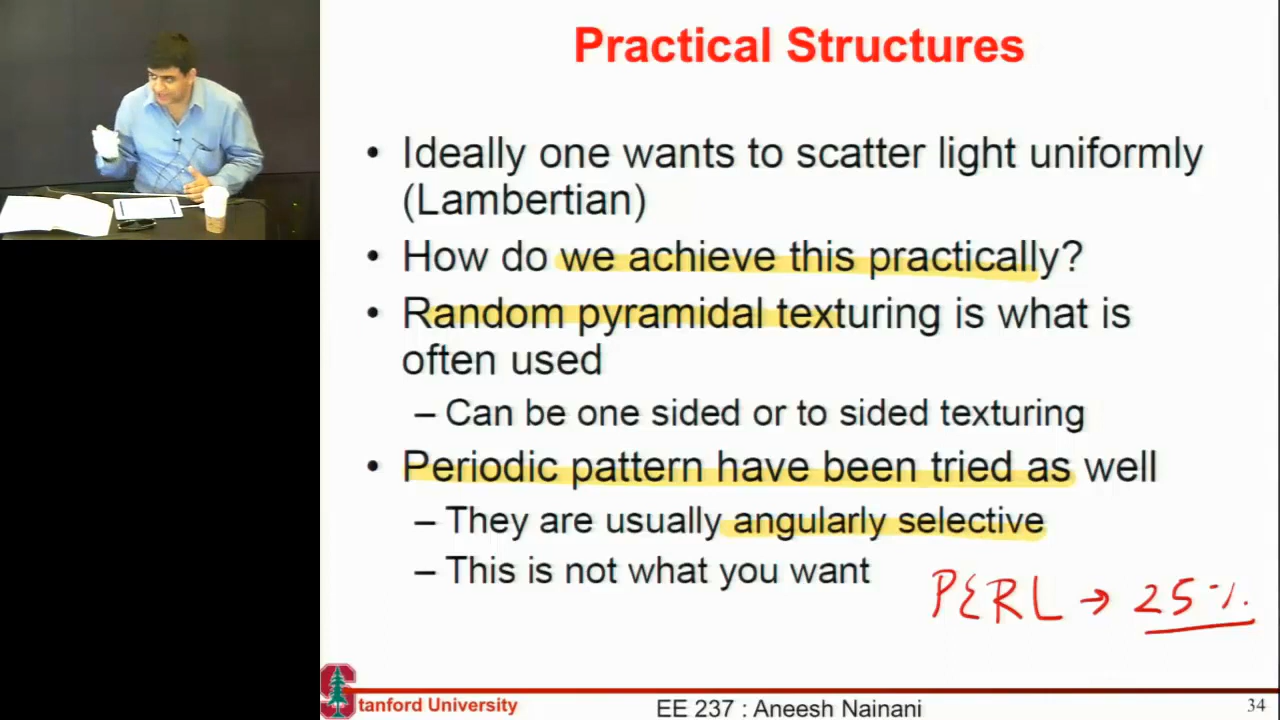 Practical Structures
• Ideally one wants to scatter light uniformly
(Lambertian)
• How do we achieve this practically?
• Random pyramidal texturing is what is
often used
– Can be one sided or to sided texturing
• Periodic pattern have been tried as well
– They are usually angularly selective
– This is not what you want
PERL → 25%
Stanford University
EE 237 : Aneesh Nainani
34